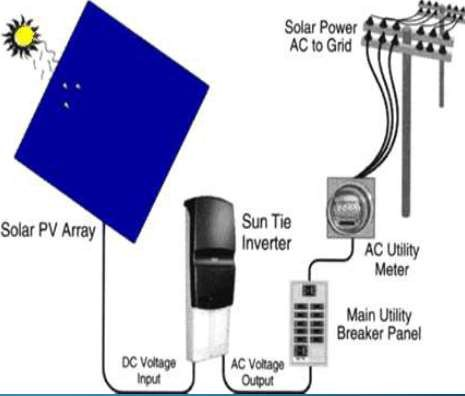 Solar Power
AC to Grid
Solar PV Array
Sun Tie
Inverter
AC Utility
Meter
Main Utility
Breaker Panel
DC Voltage
Input
AC Voltage
Output